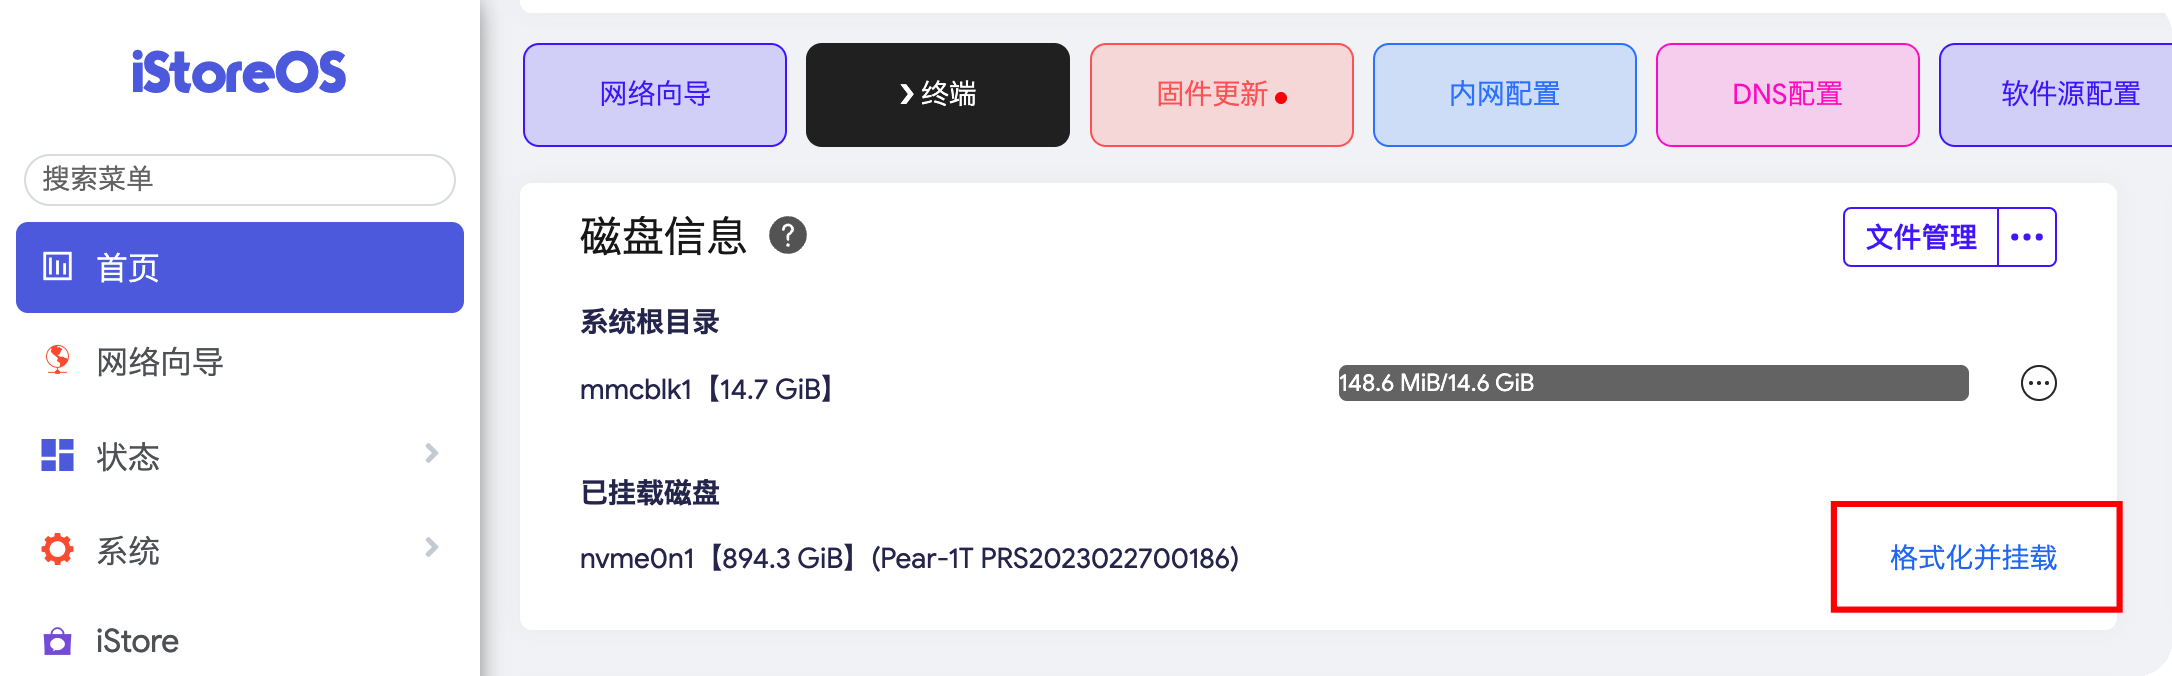 iStoreOS
搜索菜单
首页
网络向导
状态
系统
iStore
网络向导
终端
固件更新
内网配置
DNS配置
软件源配置
磁盘信息 ?
文件管理
系统根目录
mmcblk1【14.7 GiB】
148.6 MiB/14.6 GiB
已挂载磁盘
nvme0n1【894.3 GiB】(Pear-1T PRS2023022700186)
格式化并挂载